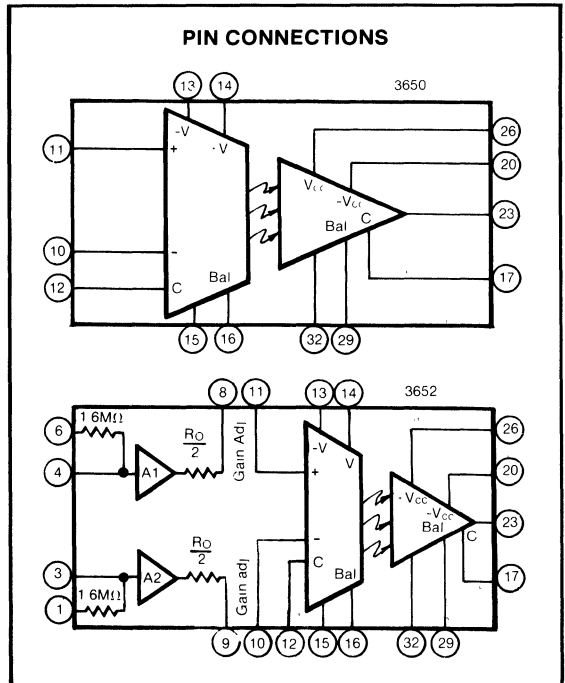 PIN CONNECTIONS
13 14 3650
-V
·V
11 +
26
VCC
20
-VCC
C 23
10 -
Bal
12 C
Bal
17
15 16 32 29
8 11 13 14 3652
6 1 6MΩ
26
RO
2
Gain Adj
-V
V
4 A1
+
20
-VCC
-VCC
Bal
23
C
-
3 A2
RO
2
Gain adj
C
Bal
17
1 1 6MΩ
9 10 12 15 16 32 29